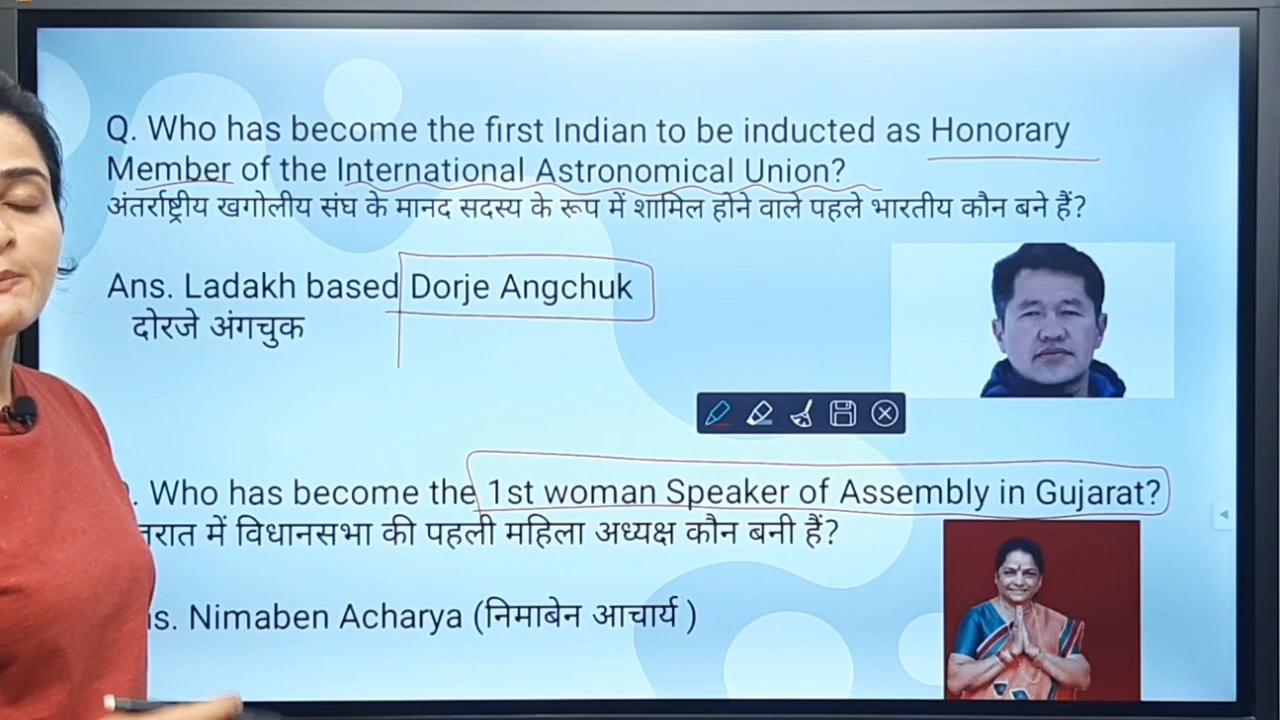 Q. Who has become the first Indian to be inducted as Honorary
Member of the International Astronomical Union?
अंतर्राष्ट्रीय खगोलीय संघ के मानद सदस्य के रूप में शामिल होने वाले पहले भारतीय कौन बने हैं?
Ans. Ladakh based Dorje Angchuk
दोरजे अंगचुक
. Who has become the 1st woman Speaker of Assembly in Gujarat?
में विधानसभा की पहली महिला अध्यक्ष कौन बनी हैं?
Nimaben Acharya (निमाबेन आचार्य )